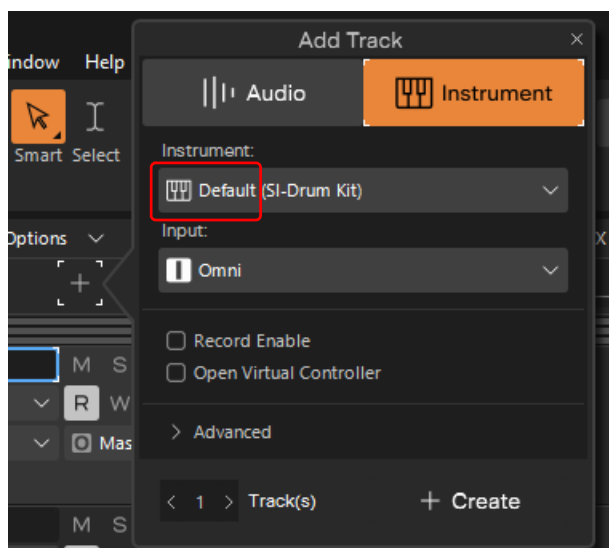 Add Track
indow Help
Audio
Instrument
Smart Select
Instrument:
Default (SI-Drum Kit)
Options
Input:
X
Omni
Record Enable
M S
Open Virtual Controller
R W
Advanced
Mas
1 Track(s)
Create
M S